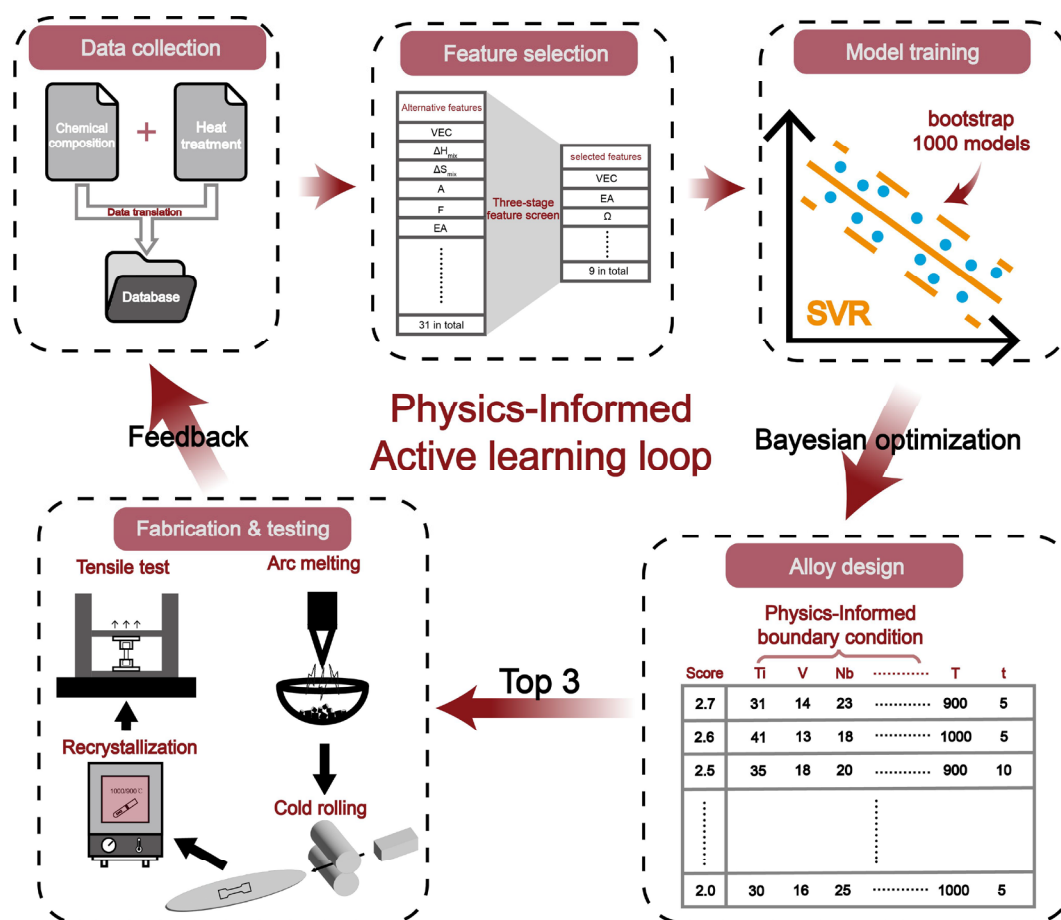 Data collection
Chemical
composition
+
Heat
treatment
Data translation
Database
Feature selection
Alternative features
VEC
ΔHmix
ΔSmix
A
F
EA
31 in total
Three-stage
feature screen
selected features
VEC
EA
Ω
9 in total
Model training
bootstrap
1000 models
SVR
Physics-Informed
Active learning loop
Feedback
Bayesian optimization
Fabrication & testing
Tensile test
Arc melting
Recrystallization
1000/900℃
Cold rolling
Top 3
Alloy design
Physics-Informed
boundary condition
Score Ti V Nb ············ T t
2.7 31 14 23 ············ 900 5
2.6 41 13 18 ············ 1000 5
2.5 35 18 20 ············ 900 10
2.0 30 16 25 ············ 1000 5